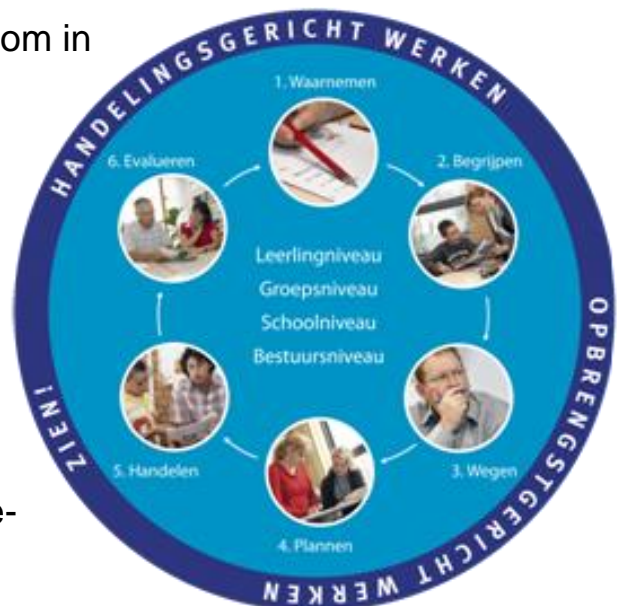 om in
HANDELINGSGERICHT WERKEN
OPBRENGSTGERICHT WERKEN
ZIEN!
1. Waarnemen
2. Begrijpen
3. Wegen
4. Plannen
5. Handelen
6. Evalueren
Leerlingniveau
Groepsniveau
Schoolniveau
Bestuursniveau
e-